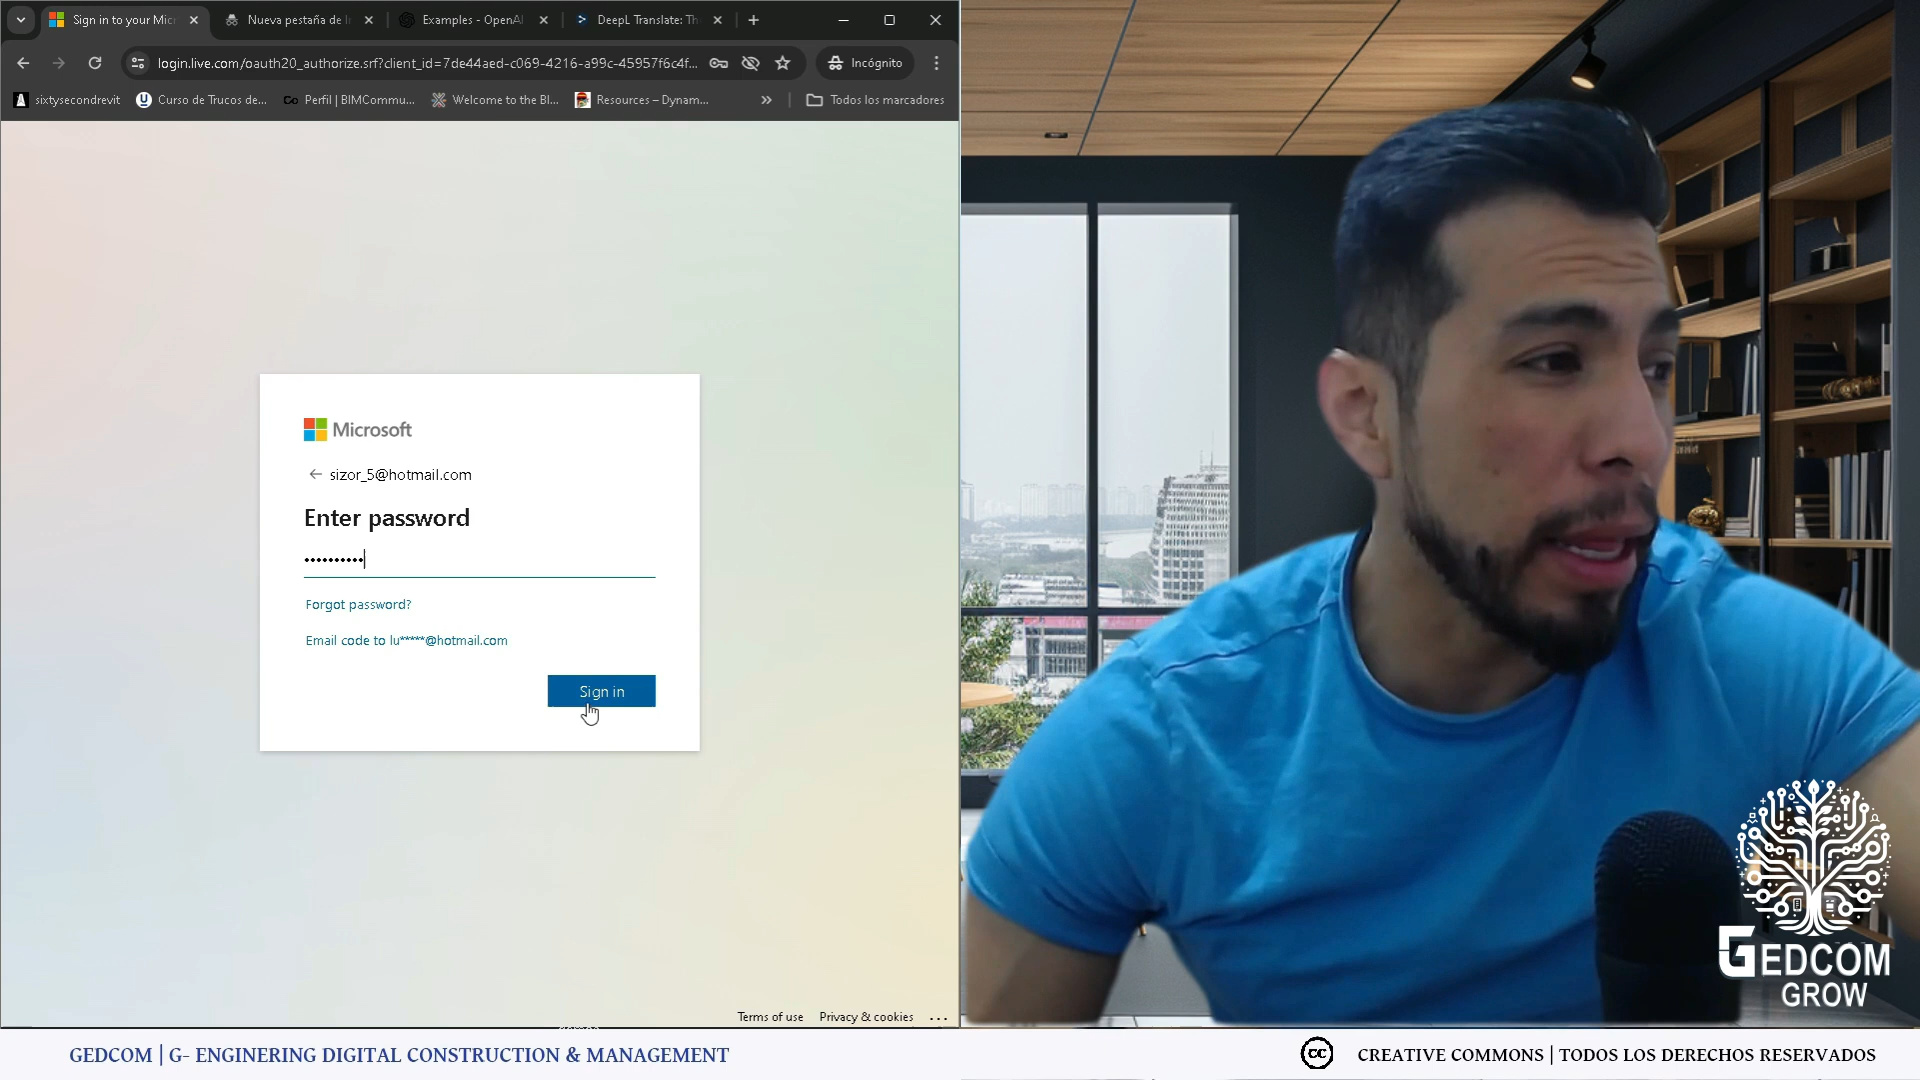 Sign in to your Micr
Nueva pestaña de I
Examples - OpenAI
DeepL Translate: Th
login.live.com/oauth20_authorize.srf?client_id=7de44aed-c069-4216-a99c-45957f6c4f...
Incógnito
sixtysecondrevit
Curso de Trucos de...
Perfil | BIMCommu...
Welcome to the BI...
Resources – Dynam...
»
Todos los marcadores
Microsoft
sizor_5@hotmail.com
Enter password
••••••••••
Forgot password?
Email code to lu*****@hotmail.com
Sign in
Terms of use
Privacy & cookies
...
GEDCOM
GROW
GEDCOM | G- ENGINERING DIGITAL CONSTRUCTION & MANAGEMENT
cc
CREATIVE COMMONS | TODOS LOS DERECHOS RESERVADOS